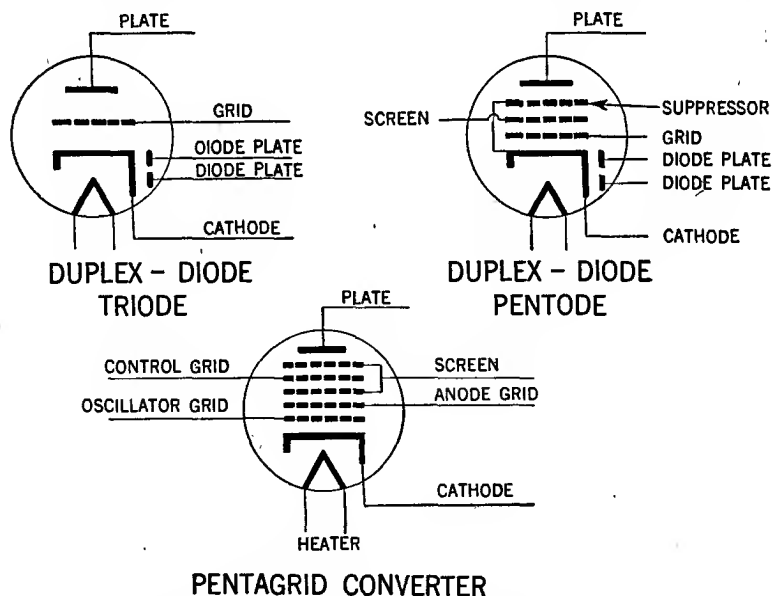 PLATE
GRID
OIODE PLATE
DIODE PLATE
CATHODE
DUPLEX - DIODE
TRIODE
PLATE
SCREEN
SUPPRESSOR
GRID
DIODE PLATE
DIODE PLATE
CATHODE
DUPLEX - DIODE
PENTODE
PLATE
CONTROL GRID
SCREEN
OSCILLATOR GRID
ANODE GRID
CATHODE
HEATER
PENTAGRID CONVERTER